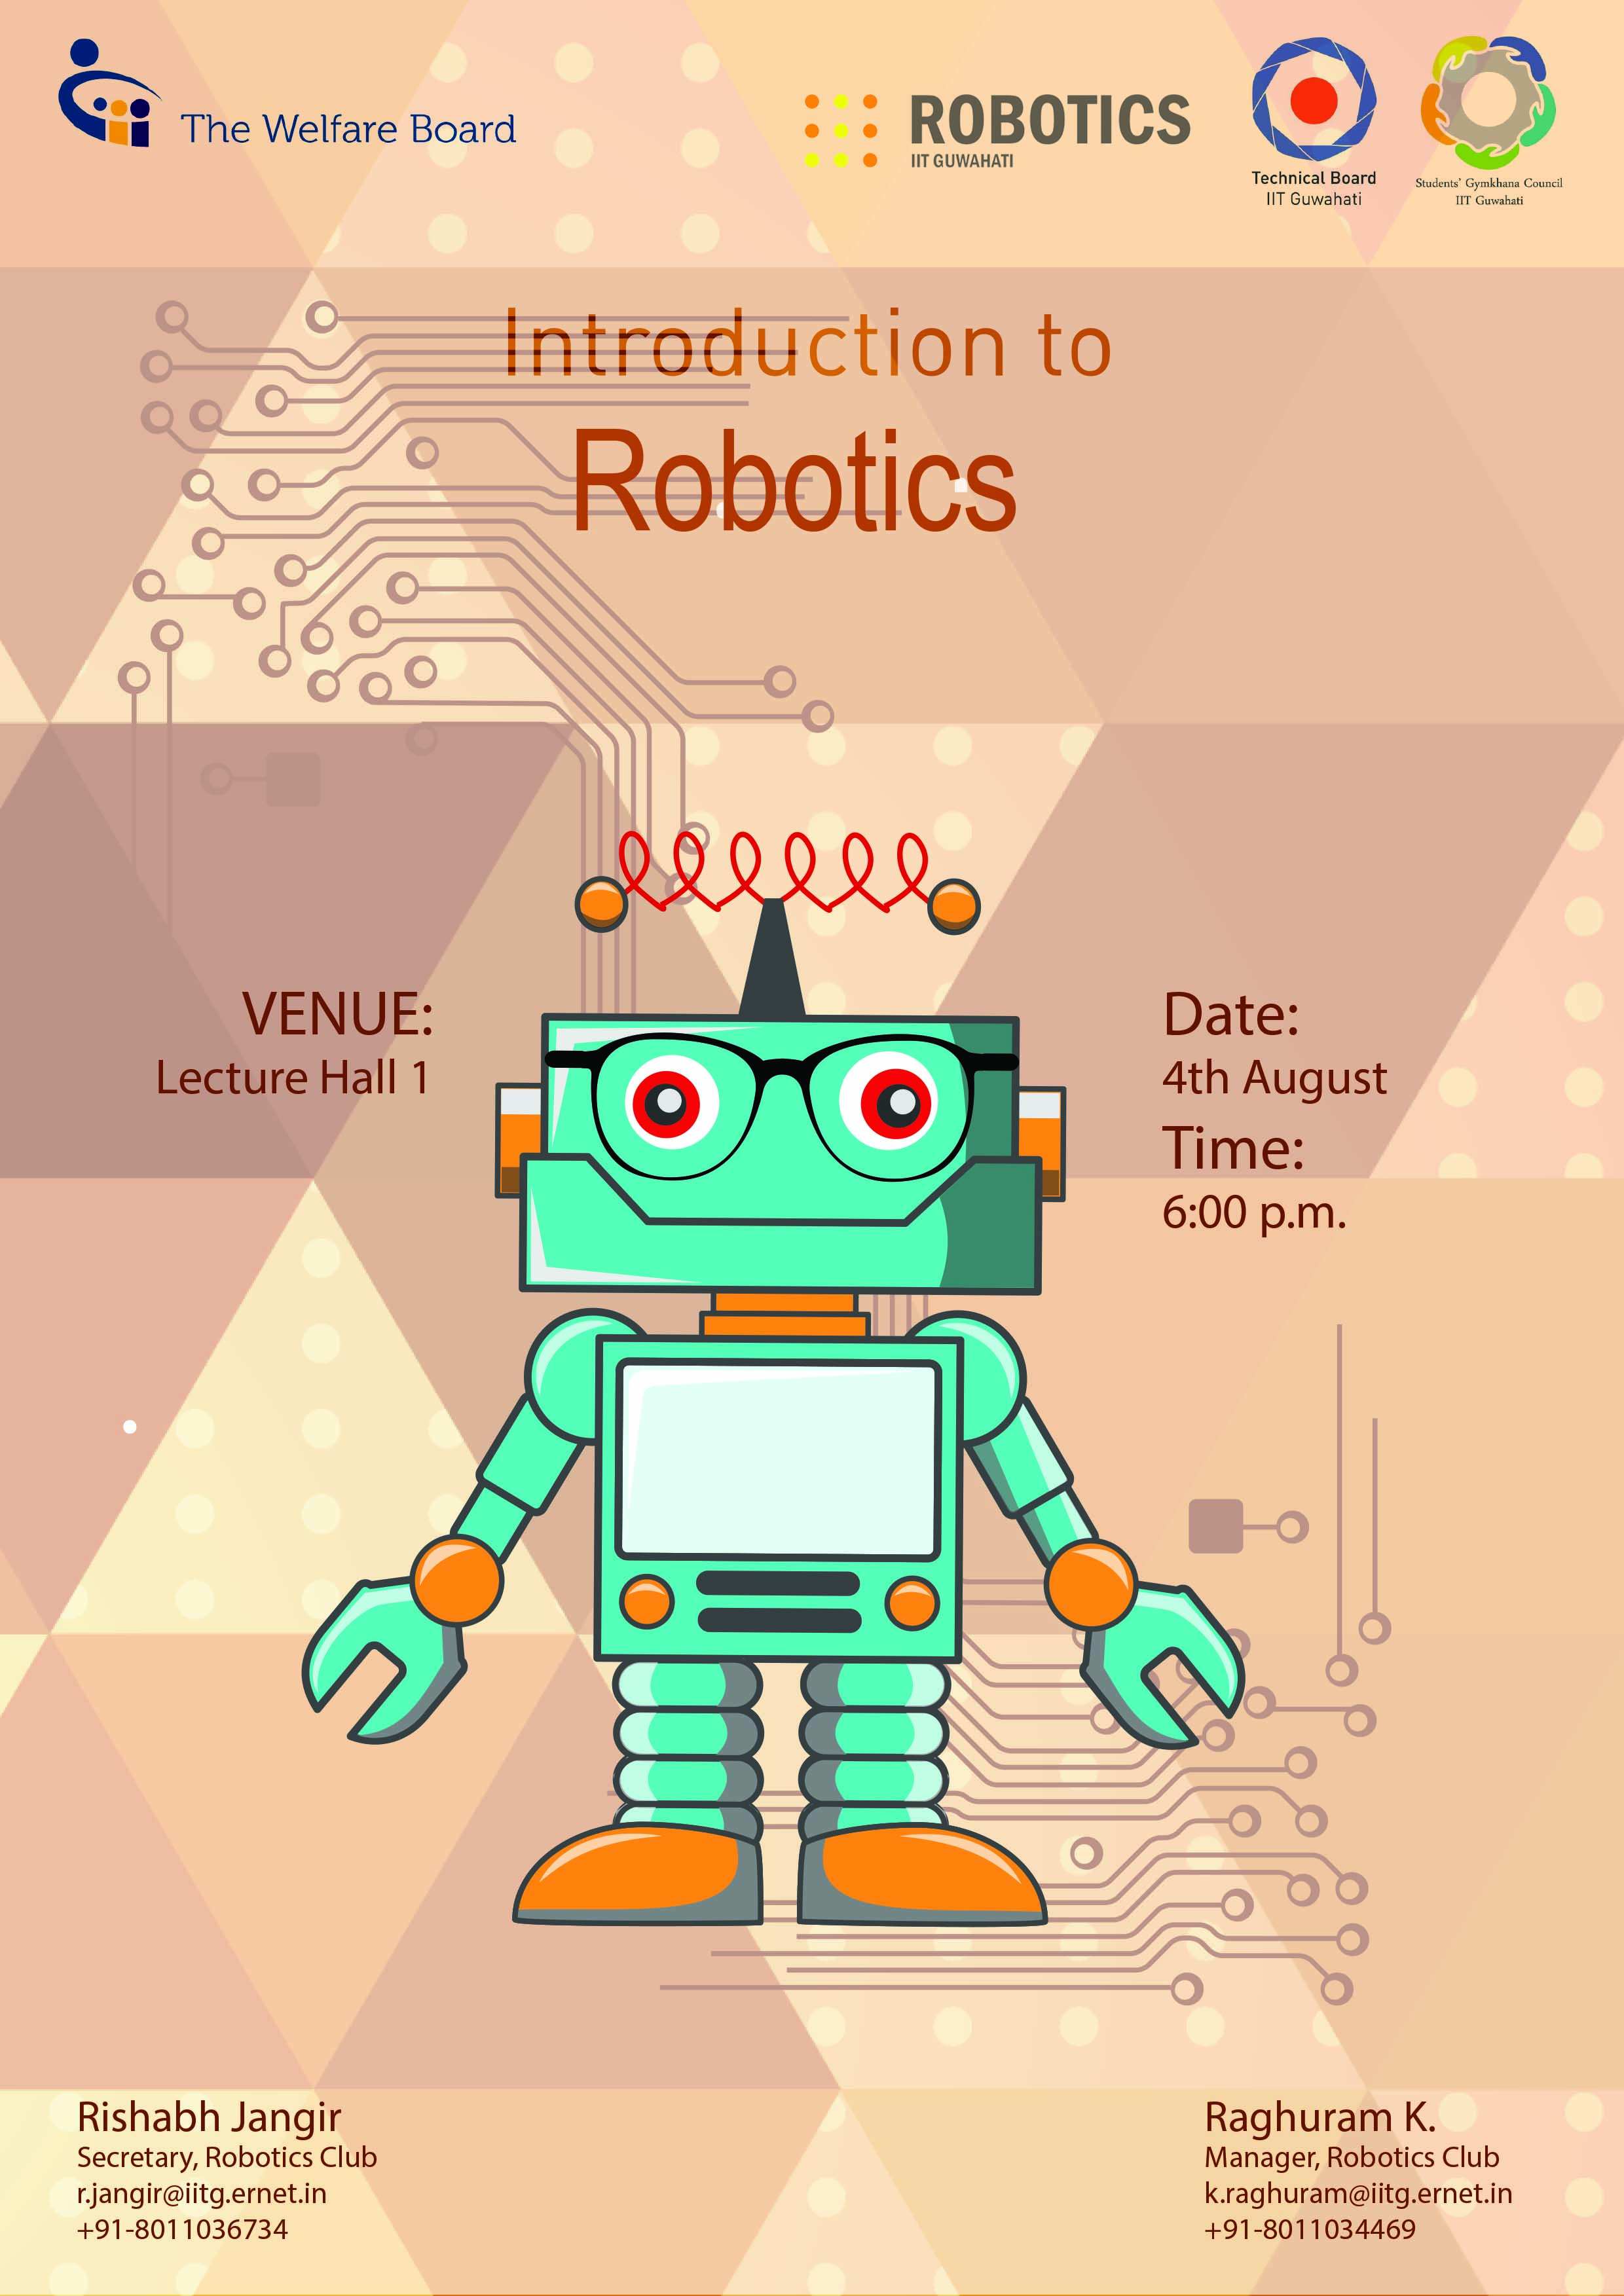 The Welfare Board
ROBOTICS
IIT GUWAHATI
Technical Board
IIT Guwahati
Students' Gymkhana Council
IIT Guwahati
Introduction to
Robotics
VENUE:
Lecture Hall 1
Date:
4th August
Time:
6:00 p.m.
Rishabh Jangir
Secretary, Robotics Club
r.jangir@iitg.ernet.in
+91-8011036734
Raghuram K.
Manager, Robotics Club
k.raghuram@iitg.ernet.in
+91-8011034469